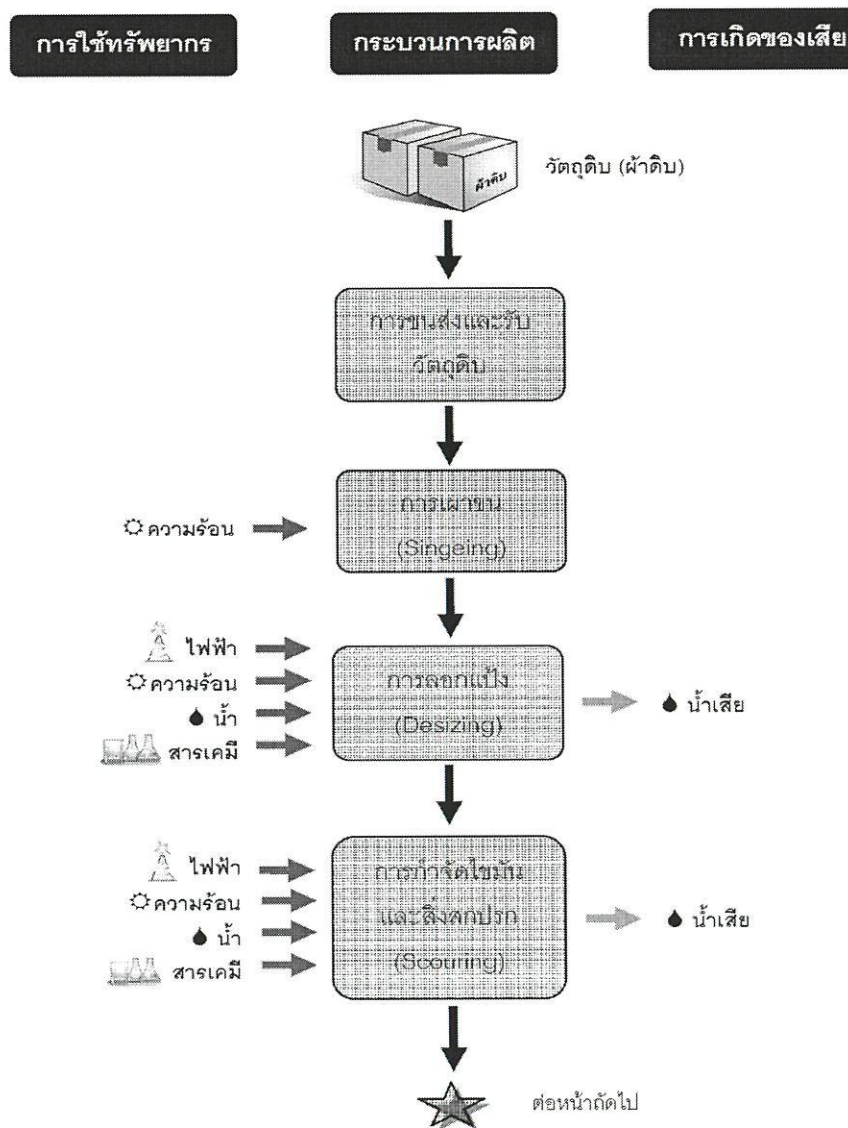 การใช้ทรัพยากร
กระบวนการผลิต
การเกิดของเสีย
ผ้าดิบ
วัตถุดิบ (ผ้าดิบ)
การขนส่งและรับ
วัตถุดิบ
ความร้อน
การเผาขน
(Singeing)
ไฟฟ้า
ความร้อน
น้ำ
สารเคมี
การลอกแป้ง
(Desizing)
น้ำเสีย
ไฟฟ้า
ความร้อน
น้ำ
สารเคมี
การกำจัดไขมัน
และสิ่งสกปรก
(Scouring)
น้ำเสีย
ต่อหน้าถัดไป